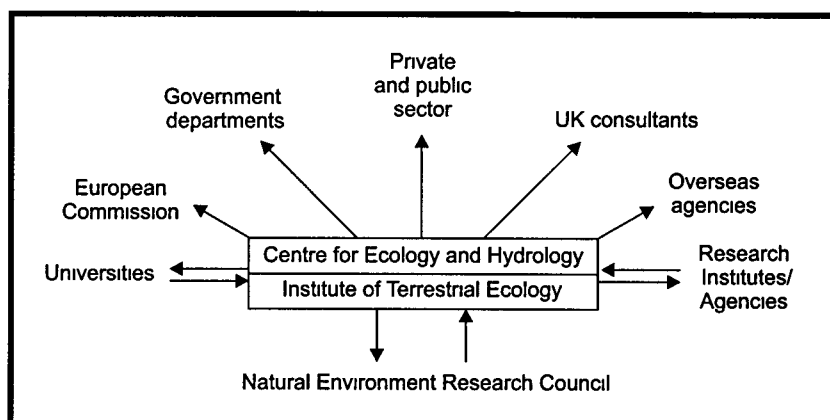 Private
and public
sector
Government
departments
UK consultants
European
Commission
Overseas
agencies
Centre for Ecology and Hydrology
Universities
Research
Institutes/
Agencies
Institute of Terrestrial Ecology
Natural Environment Research Council